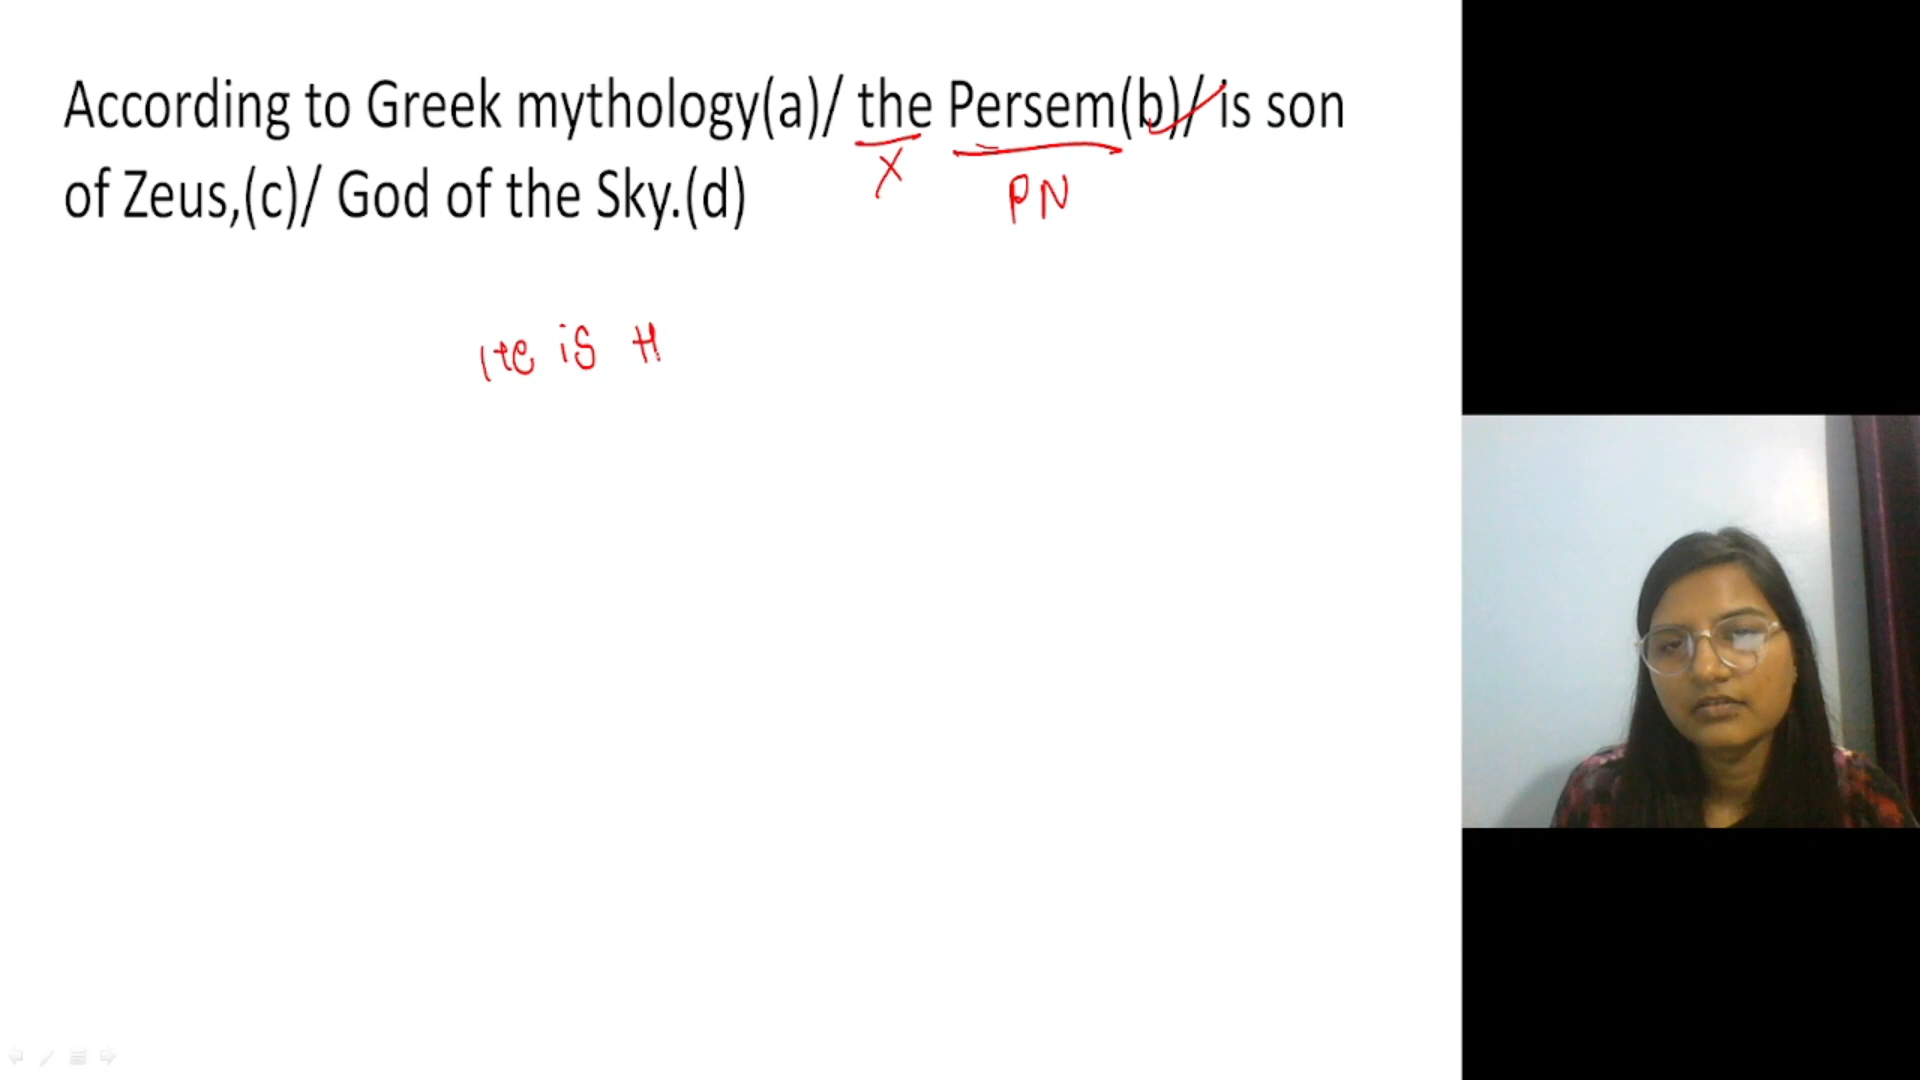 According to Greek mythology(a)/ the Persem(b)/ is son
of Zeus,(c)/ God of the Sky.(d)
X
PN
He is H